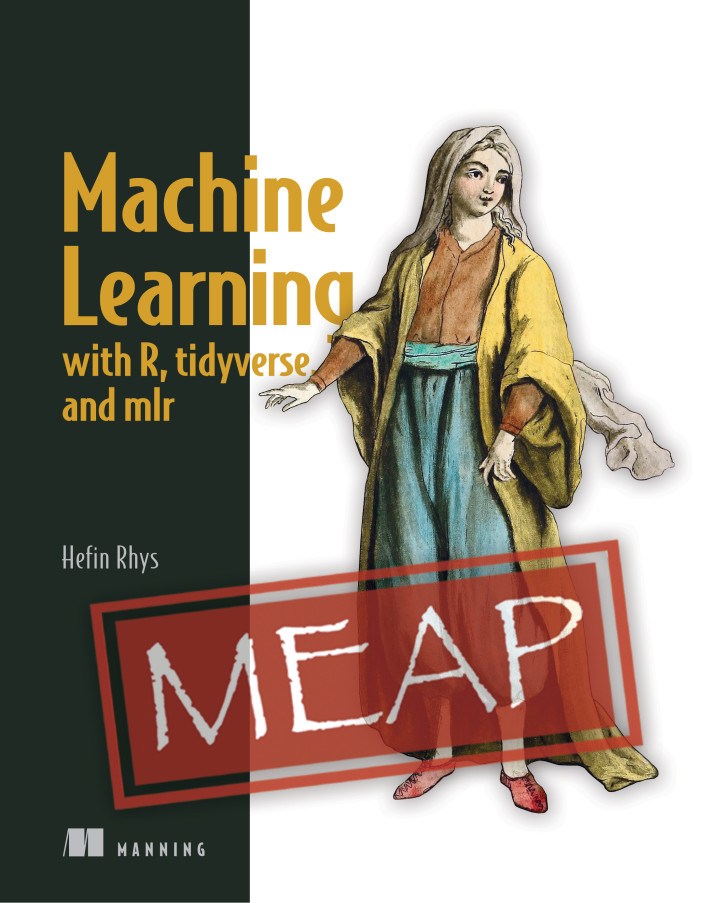 Machine
Learning
with R, tidyverse,
and mlr
Hefin Rhys
MEAP
MANNING